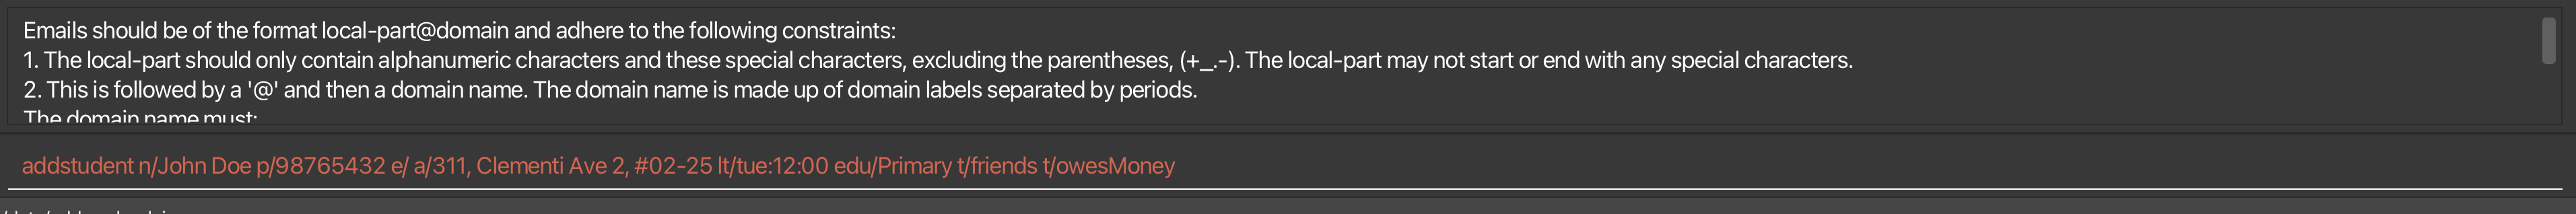 Emails should be of the format local-part@domain and adhere to the following constraints:
1. The local-part should only contain alphanumeric characters and these special characters, excluding the parentheses, (+_.-). The local-part may not start or end with any special characters.
2. This is followed by a '@' and then a domain name. The domain name is made up of domain labels separated by periods.
The domain name must:
addstudent n/John Doe p/98765432 e/ a/311, Clementi Ave 2, #02-25 lt/tue:12:00 edu/Primary t/friends t/owesMoney